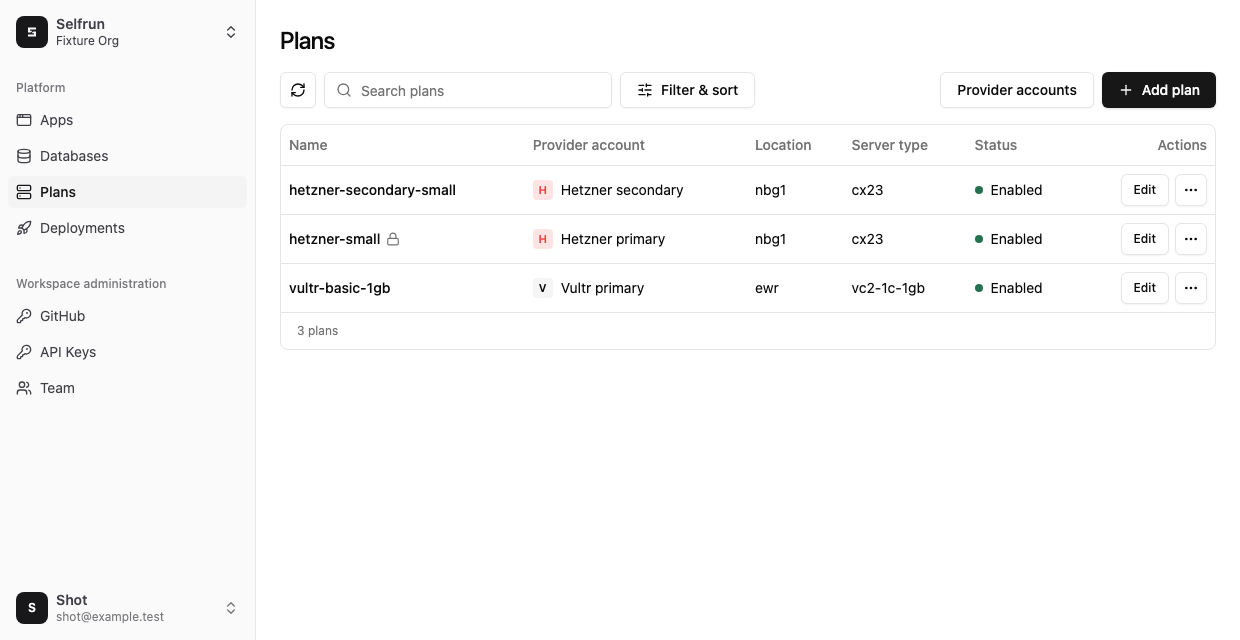 Selfrun
Fixture Org
Platform
Apps
Databases
Plans
Deployments
Workspace administration
GitHub
API Keys
Team
S
Shot
shot@example.test
Plans
Search plans
Filter & sort
Provider accounts
Add plan
Name Provider account Location Server type Status Actions
hetzner-secondary-small H Hetzner secondary nbg1 cx23 Enabled Edit
hetzner-small H Hetzner primary nbg1 cx23 Enabled Edit
vultr-basic-1gb V Vultr primary ewr vc2-1c-1gb Enabled Edit
3 plans